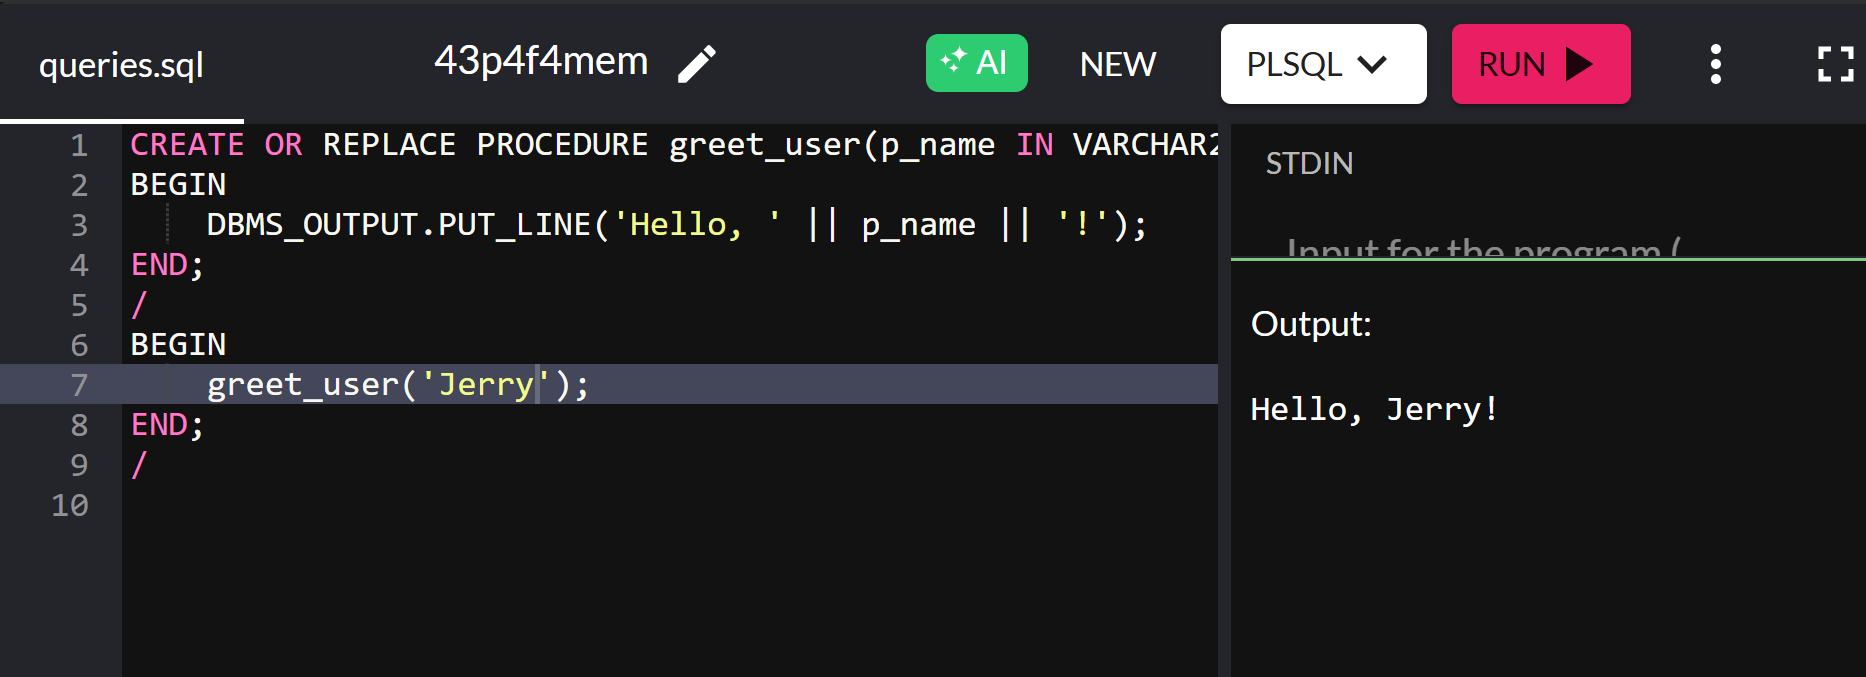 queries.sql 43p4f4mem AI NEW PLSQL RUN
1 CREATE OR REPLACE PROCEDURE greet_user(p_name IN VARCHAR2
2 BEGIN
3 DBMS_OUTPUT.PUT_LINE('Hello, ' || p_name || '!');
4 END;
5 /
6 BEGIN
7 greet_user('Jerry');
8 END;
9 /
10
STDIN
Input for the program (
Output:
Hello, Jerry!